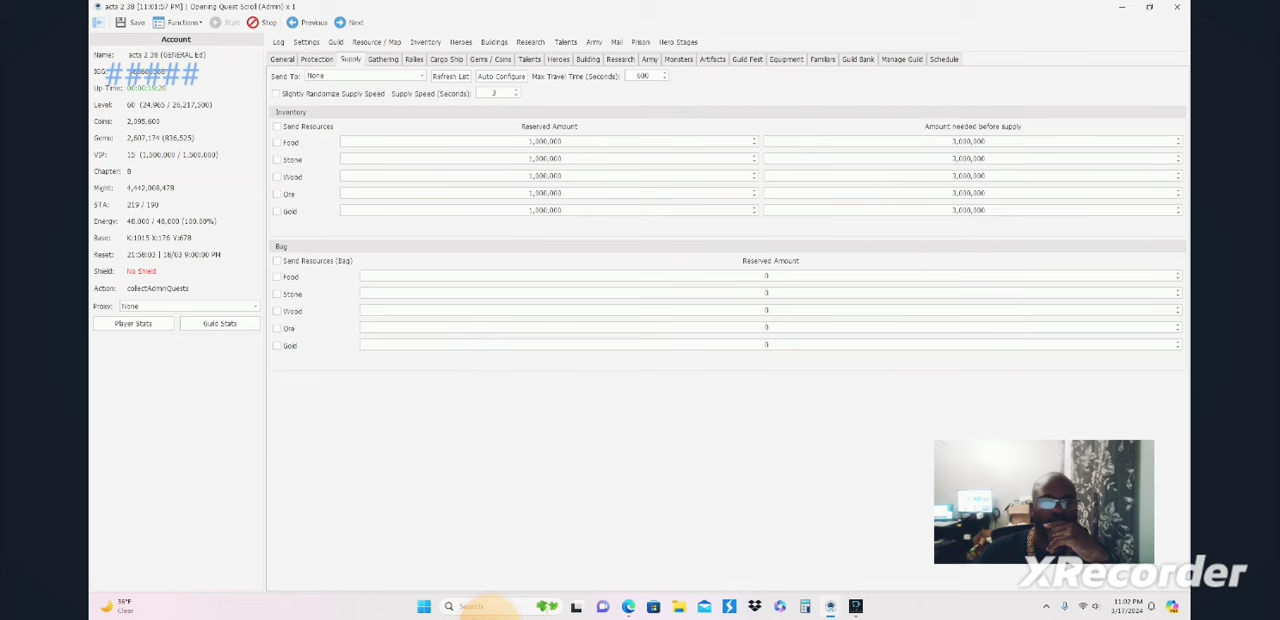 acts 2 38 [11:01:57 PM] | Opening Quest Scroll (Admin) x 1
Save Functions Start Stop Previous Next
Account
Name: acts 2 38 (GENERAL Ed)
IGG: #####
Up-Time: 00:00:19:20
Level: 60 (24,965 / 26,217,500)
Coins: 2,095,600
Gems: 2,607,174 (836,525)
VIP: 15 (1,500,000 / 1,500,000)
Chapter: 8
Might: 4,442,008,478
STA: 219 / 190
Energy: 48,000 / 48,000 (100.00%)
Base: K:1015 X:176 Y:678
Reset: 21:58:03 | 18/03 9:00:00 PM
Shield: No Shield
Action: collectAdminQuests
Proxy: None
Player Stats Guild Stats
Log Settings Guild Resource / Map Inventory Heroes Buildings Research Talents Army Mail Prison Hero Stages
General Protection Supply Gathering Rallies Cargo Ship Gems / Coins Talents Heroes Building Research Army Monsters Artifacts Guild Fest Equipment Familiars Guild Bank Manage Guild Schedule
Send To: None Refresh List Auto Configure Max Travel Time (Seconds): 600
Slightly Randomize Supply Speed Supply Speed (Seconds): 3
Inventory
Send Resources Reserved Amount Amount needed before supply
Food 1,000,000 3,000,000
Stone 1,000,000 3,000,000
Wood 1,000,000 3,000,000
Ore 1,000,000 3,000,000
Gold 1,000,000 3,000,000
Bag
Send Resources (Bag) Reserved Amount
Food 0
Stone 0
Wood 0
Ore 0
Gold 0
XRecorder
36°F
Clear
Search
11:02 PM
3/17/2024